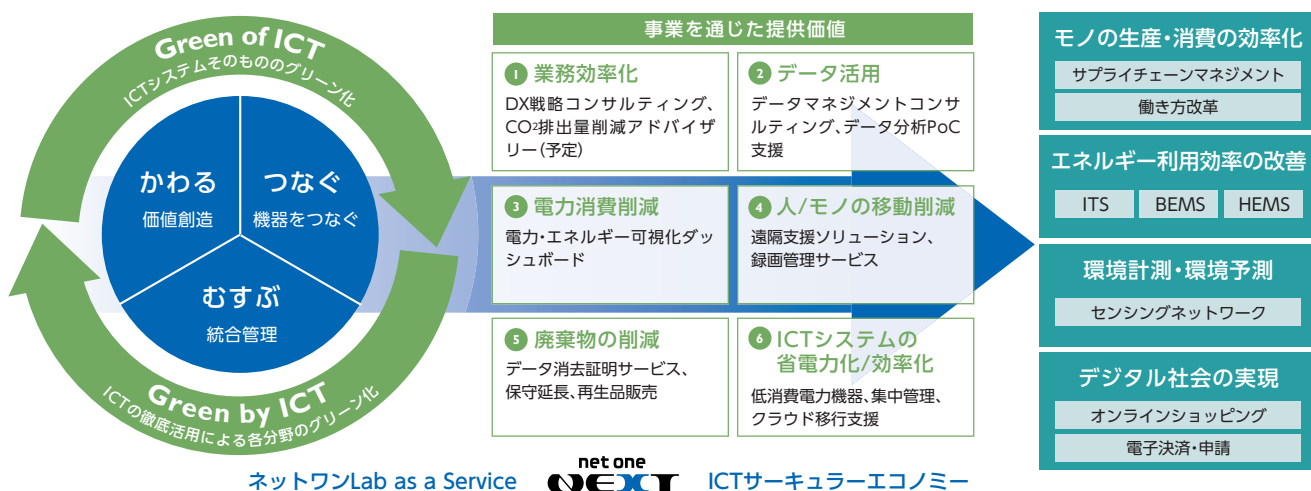 Green of ICT
ICTシステムそのもののグリーン化
かわる
価値創造
つなぐ
機器をつなぐ
むすぶ
統合管理
Green by ICT
ICTの徹底活用による各分野のグリーン化
事業を通じた提供価値
1 業務効率化
DX戦略コンサルティング、
CO2排出量削減アドバイザ
リー(予定)
2 データ活用
データマネジメントコンサ
ルティング、データ分析PoC
支援
3 電力消費削減
電力・エネルギー可視化ダッ
シュボード
4 人/モノの移動削減
遠隔支援ソリューション、
録画管理サービス
5 廃棄物の削減
データ消去証明サービス、
保守延長、再生品販売
6 ICTシステムの
省電力化/効率化
低消費電力機器、集中管理、
クラウド移行支援
モノの生産・消費の効率化
サプライチェーンマネジメント
働き方改革
エネルギー利用効率の改善
ITS BEMS HEMS
環境計測・環境予測
センシングネットワーク
デジタル社会の実現
オンラインショッピング
電子決済・申請
ネットワンLab as a Service
net one
NEXT
ICTサーキュラーエコノミー